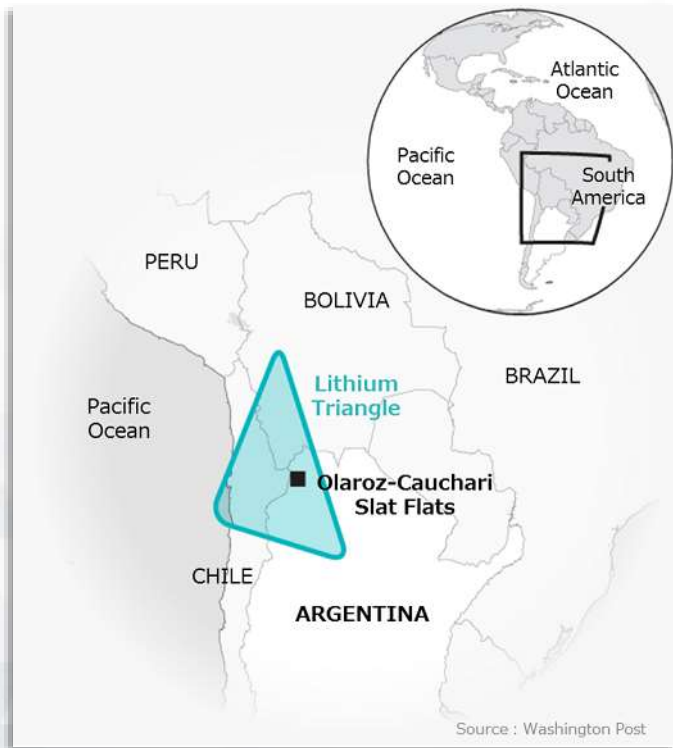 Atlantic
Ocean
Pacific
Ocean
South
America
PERU
BOLIVIA
BRAZIL
Lithium
Triangle
Pacific
Ocean
Olaroz-Cauchari
Slat Flats
CHILE
ARGENTINA
Source : Washington Post